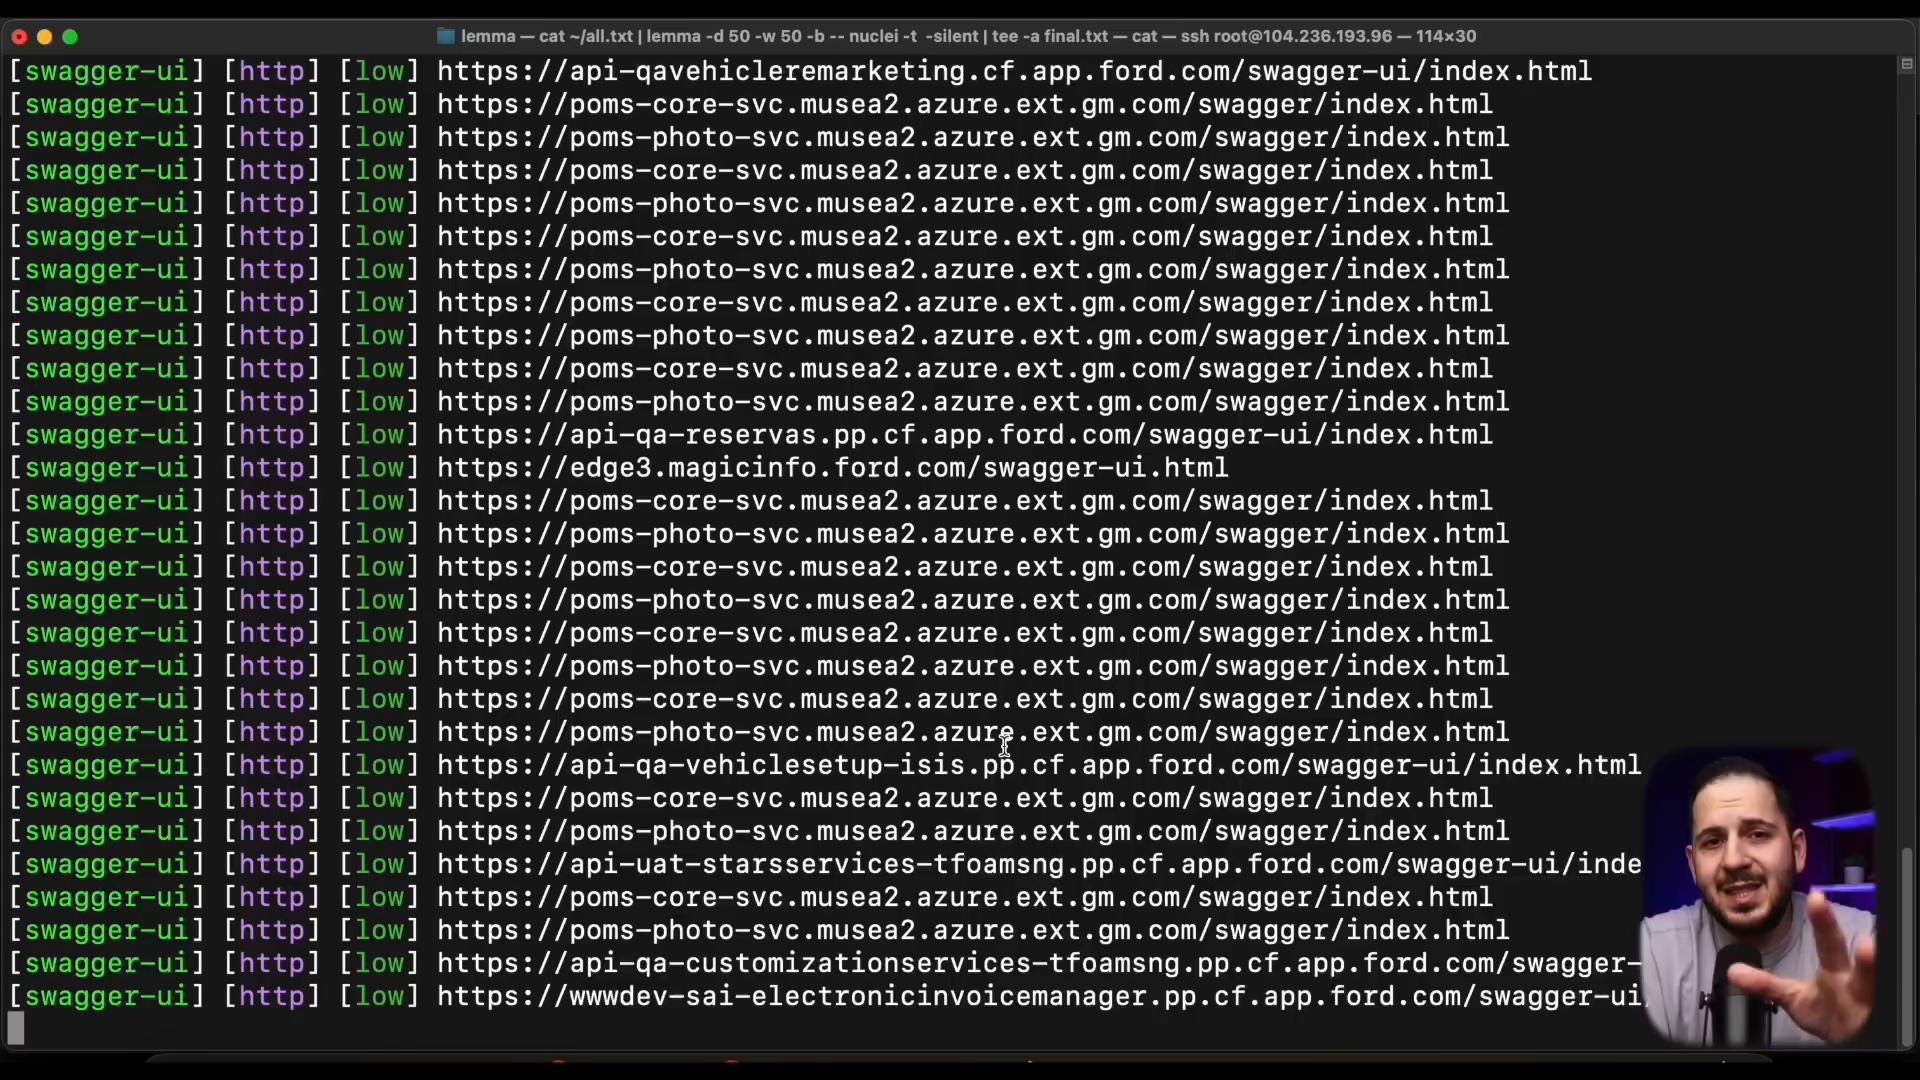 lemma — cat ~/all.txt | lemma -d 50 -w 50 -b -- nuclei -t  -silent | tee -a final.txt — cat — ssh root@104.236.193.96 — 114×30
[swagger-ui] [http] [low] https://api-qavehicleremarketing.cf.app.ford.com/swagger-ui/index.html
[swagger-ui] [http] [low] https://poms-core-svc.musea2.azure.ext.gm.com/swagger/index.html
[swagger-ui] [http] [low] https://poms-photo-svc.musea2.azure.ext.gm.com/swagger/index.html
[swagger-ui] [http] [low] https://poms-core-svc.musea2.azure.ext.gm.com/swagger/index.html
[swagger-ui] [http] [low] https://poms-photo-svc.musea2.azure.ext.gm.com/swagger/index.html
[swagger-ui] [http] [low] https://poms-core-svc.musea2.azure.ext.gm.com/swagger/index.html
[swagger-ui] [http] [low] https://poms-photo-svc.musea2.azure.ext.gm.com/swagger/index.html
[swagger-ui] [http] [low] https://poms-core-svc.musea2.azure.ext.gm.com/swagger/index.html
[swagger-ui] [http] [low] https://poms-photo-svc.musea2.azure.ext.gm.com/swagger/index.html
[swagger-ui] [http] [low] https://poms-core-svc.musea2.azure.ext.gm.com/swagger/index.html
[swagger-ui] [http] [low] https://poms-photo-svc.musea2.azure.ext.gm.com/swagger/index.html
[swagger-ui] [http] [low] https://api-qa-reservas.pp.cf.app.ford.com/swagger-ui/index.html
[swagger-ui] [http] [low] https://edge3.magicinfo.ford.com/swagger-ui.html
[swagger-ui] [http] [low] https://poms-core-svc.musea2.azure.ext.gm.com/swagger/index.html
[swagger-ui] [http] [low] https://poms-photo-svc.musea2.azure.ext.gm.com/swagger/index.html
[swagger-ui] [http] [low] https://poms-core-svc.musea2.azure.ext.gm.com/swagger/index.html
[swagger-ui] [http] [low] https://poms-photo-svc.musea2.azure.ext.gm.com/swagger/index.html
[swagger-ui] [http] [low] https://poms-core-svc.musea2.azure.ext.gm.com/swagger/index.html
[swagger-ui] [http] [low] https://poms-photo-svc.musea2.azure.ext.gm.com/swagger/index.html
[swagger-ui] [http] [low] https://poms-core-svc.musea2.azure.ext.gm.com/swagger/index.html
[swagger-ui] [http] [low] https://poms-photo-svc.musea2.azure.ext.gm.com/swagger/index.html
[swagger-ui] [http] [low] https://api-qa-vehiclesetup-isis.pp.cf.app.ford.com/swagger-ui/index.html
[swagger-ui] [http] [low] https://poms-core-svc.musea2.azure.ext.gm.com/swagger/index.html
[swagger-ui] [http] [low] https://poms-photo-svc.musea2.azure.ext.gm.com/swagger/index.html
[swagger-ui] [http] [low] https://api-uat-starsservices-tfoamsng.pp.cf.app.ford.com/swagger-ui/inde
[swagger-ui] [http] [low] https://poms-core-svc.musea2.azure.ext.gm.com/swagger/index.html
[swagger-ui] [http] [low] https://poms-photo-svc.musea2.azure.ext.gm.com/swagger/index.html
[swagger-ui] [http] [low] https://api-qa-customizationservices-tfoamsng.pp.cf.app.ford.com/swagger-
[swagger-ui] [http] [low] https://wwwdev-sai-electronicinvoicemanager.pp.cf.app.ford.com/swagger-ui/